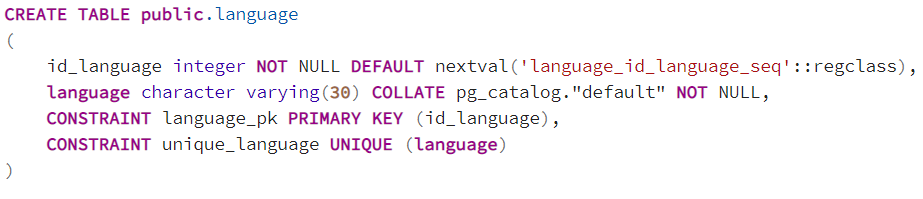 CREATE TABLE public.language
(
    id_language integer NOT NULL DEFAULT nextval('language_id_language_seq'::regclass),
    language character varying(30) COLLATE pg_catalog."default" NOT NULL,
    CONSTRAINT language_pk PRIMARY KEY (id_language),
    CONSTRAINT unique_language UNIQUE (language)
)